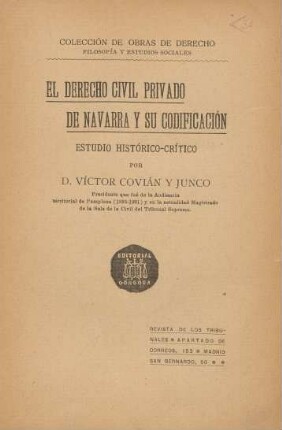 COLECCIÓN DE OBRAS DE DERECHO
FILOSOFÍA Y ESTUDIOS SOCIALES
EL DERECHO CIVIL PRIVADO
DE NAVARRA Y SU CODIFICACIÓN
ESTUDIO HISTÓRICO-CRÍTICO
POR
D. VÍCTOR COVIÁN Y JUNCO
Presidente que fué de la Audiencia
territorial de Pamplona y en la actualidad Magistrado
de la Sala de lo Civil del Tribunal Supremo.
EDITORIAL
GÓNGORA
REVISTA DE LOS TRIBU-
NALES APARTADO DE
CORREOS, MADRID
SAN BERNARDO, 50